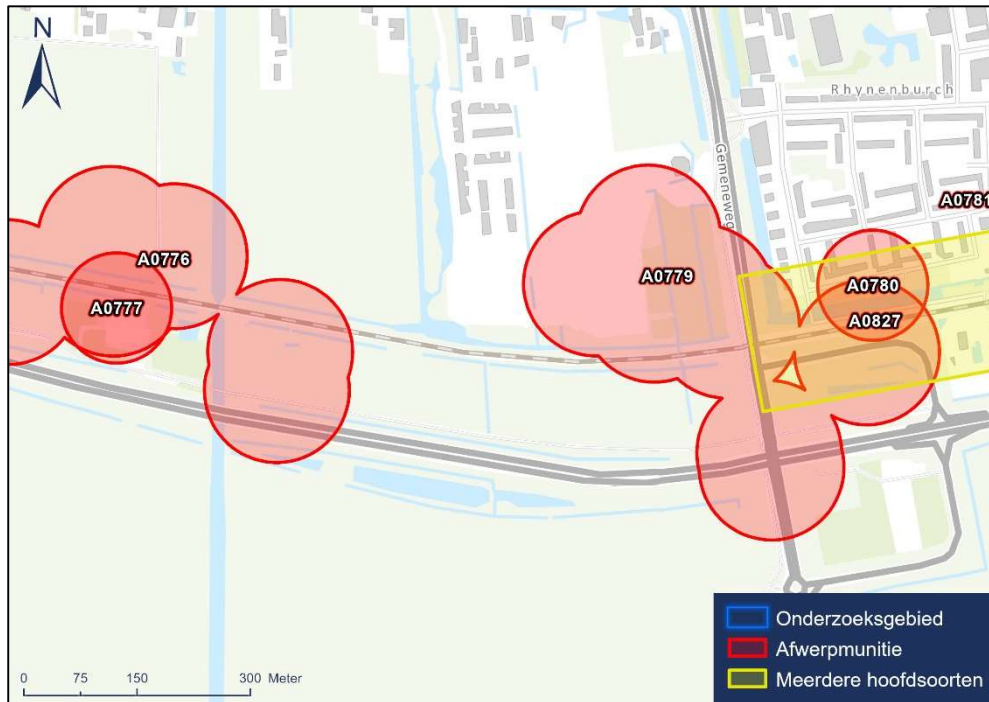 N
Rhynenburch
Gemeneweg
A0781
A0776
A0779
A0780
A0777
A0827
Onderzoeksgebied
Afwerpmunitie
Meerdere hoofdsoorten
0 75 150 300 Meter